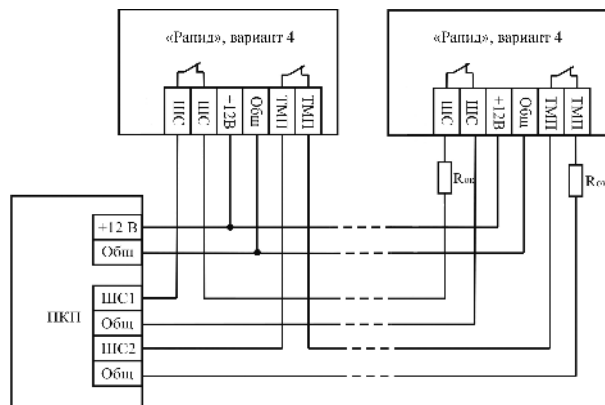 «Рапид», вариант 4
ШС
ШС
−12В
Общ
ТМП
ТМП
«Рапид», вариант 4
ШС
ШС
+12В
Общ
ТМП
ТМП
Rок
ПКП
+12 В
Общ
ШС1
Общ
ШС2
Общ